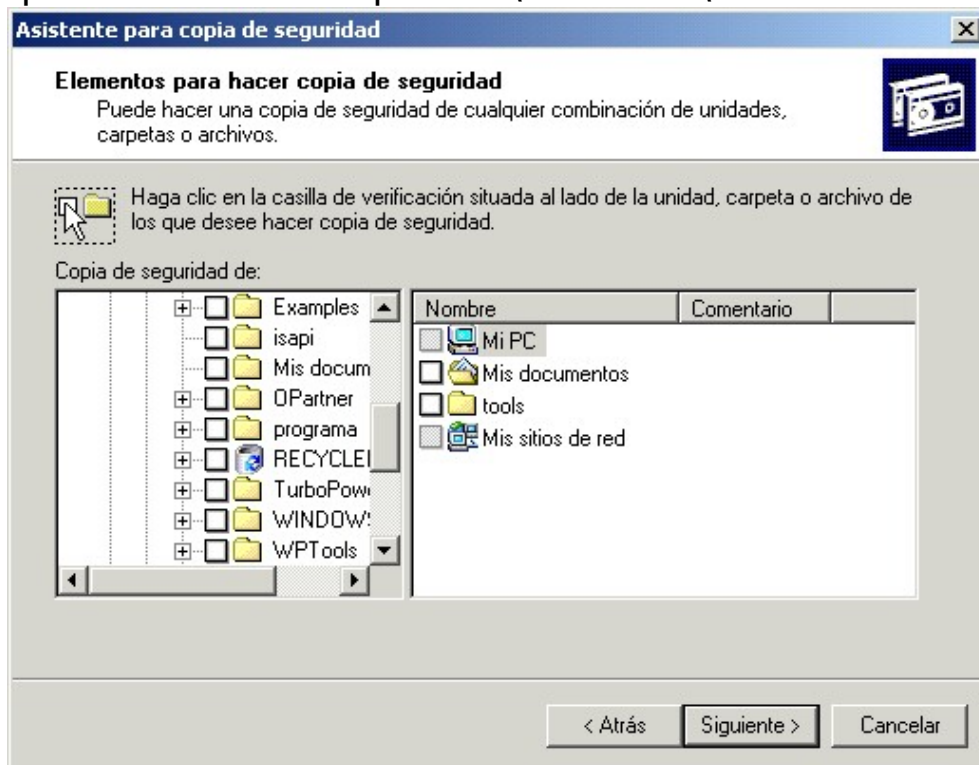 Asistente para copia de seguridad
Elementos para hacer copia de seguridad
Puede hacer una copia de seguridad de cualquier combinación de unidades,
carpetas o archivos.
Haga clic en la casilla de verificación situada al lado de la unidad, carpeta o archivo de
los que desee hacer copia de seguridad.
Copia de seguridad de:
Examples
isapi
Mis docum
OPartner
programa
RECYCLE
TurboPow
WINDOWS
WPTools
Nombre
Comentario
Mi PC
Mis documentos
tools
Mis sitios de red
< Atrás
Siguiente >
Cancelar